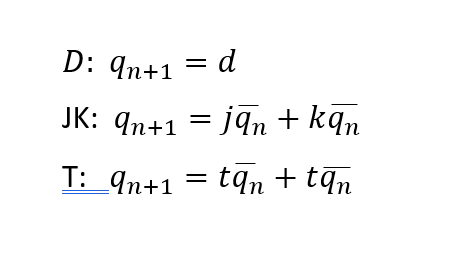 D: qₙ₊₁ = d
JK: qₙ₊₁ = jq̅ₙ̅ + kq̅ₙ̅
T: qₙ₊₁ = tq̅ₙ̅ + tq̅ₙ̅